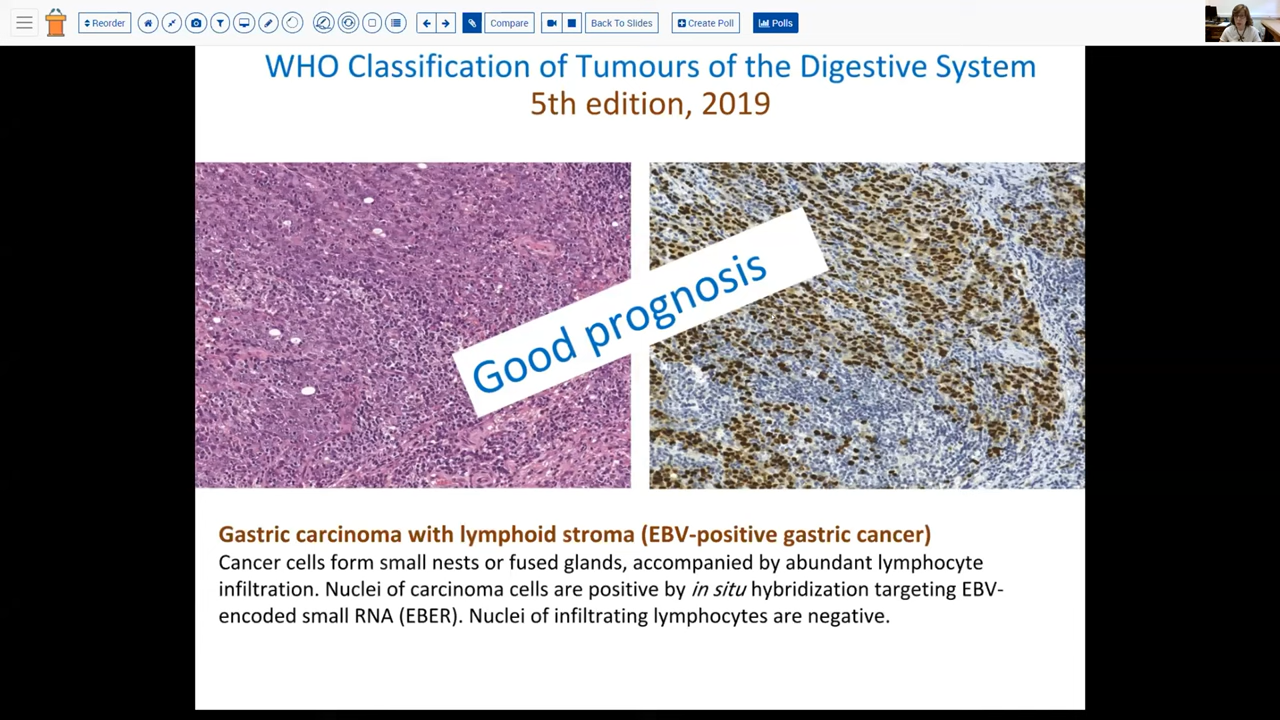 Reorder
Compare
Back To Slides
Create Poll
Polls
WHO Classification of Tumours of the Digestive System
5th edition, 2019
Good prognosis
Gastric carcinoma with lymphoid stroma (EBV-positive gastric cancer)
Cancer cells form small nests or fused glands, accompanied by abundant lymphocyte
infiltration. Nuclei of carcinoma cells are positive by in situ hybridization targeting EBV-
encoded small RNA (EBER). Nuclei of infiltrating lymphocytes are negative.